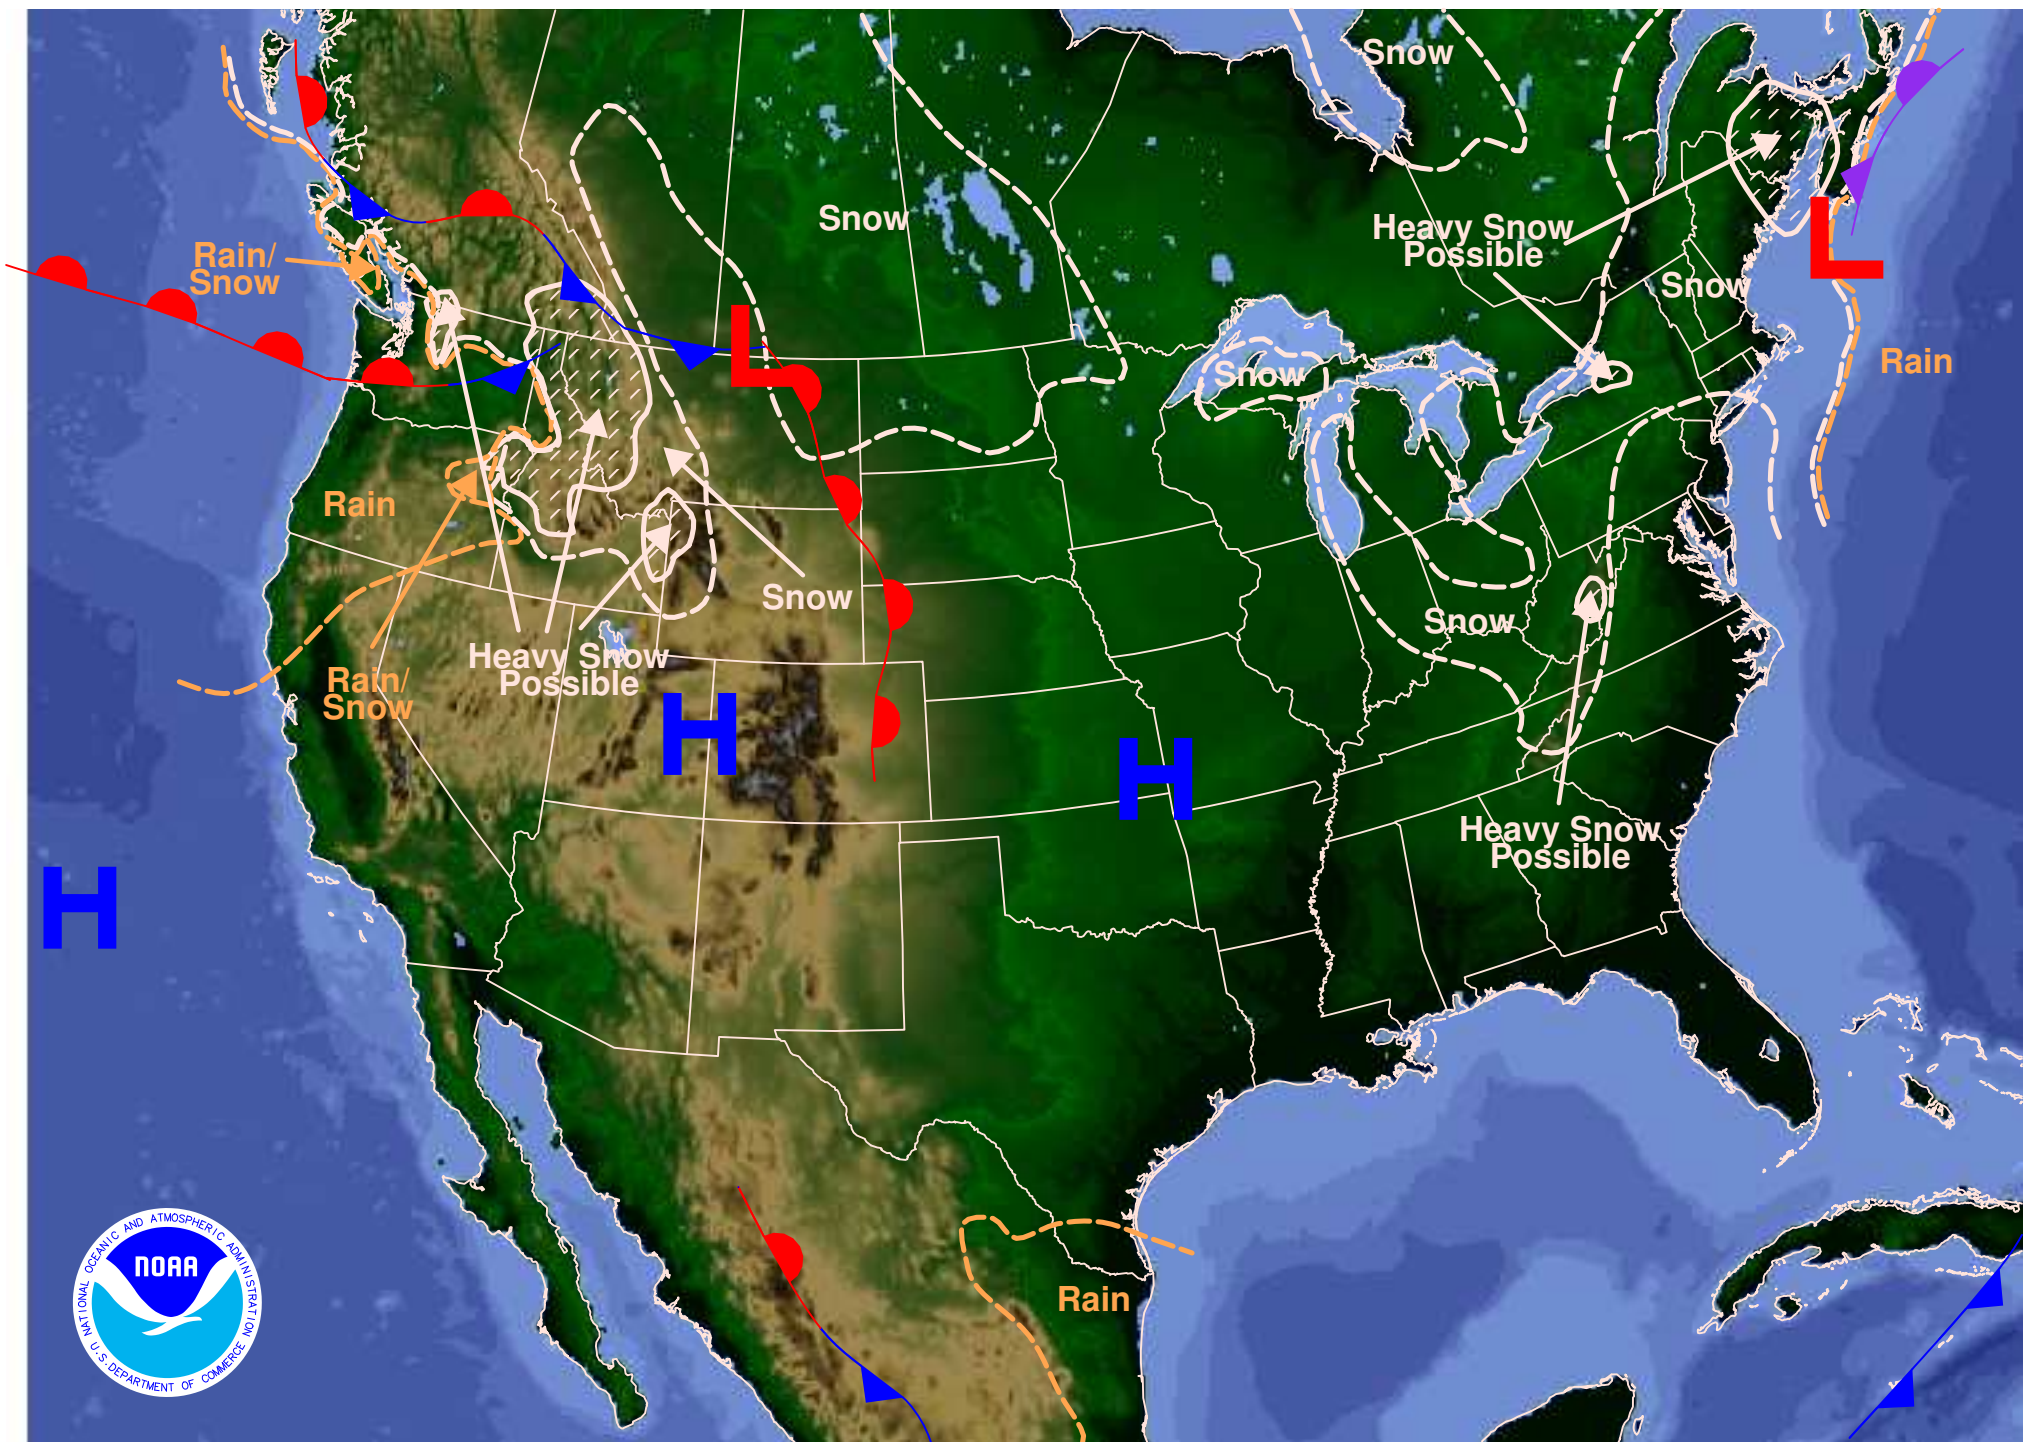 Snow
Snow
Heavy Snow
Possible
Rain/
Snow
Snow
L
L
Rain
Snow
Rain
Snow
Snow
Heavy Snow
Possible
Rain/
Snow
H
H
Heavy Snow
Possible
H
Rain
NATIONAL OCEANIC AND ATMOSPHERIC ADMINISTRATION
NOAA
U.S. DEPARTMENT OF COMMERCE